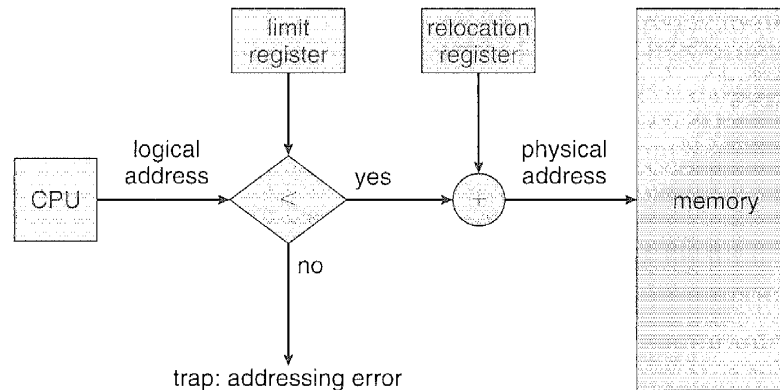 limit
register
relocation
register
logical
address
yes
physical
address
CPU
<
+
memory
no
trap: addressing error